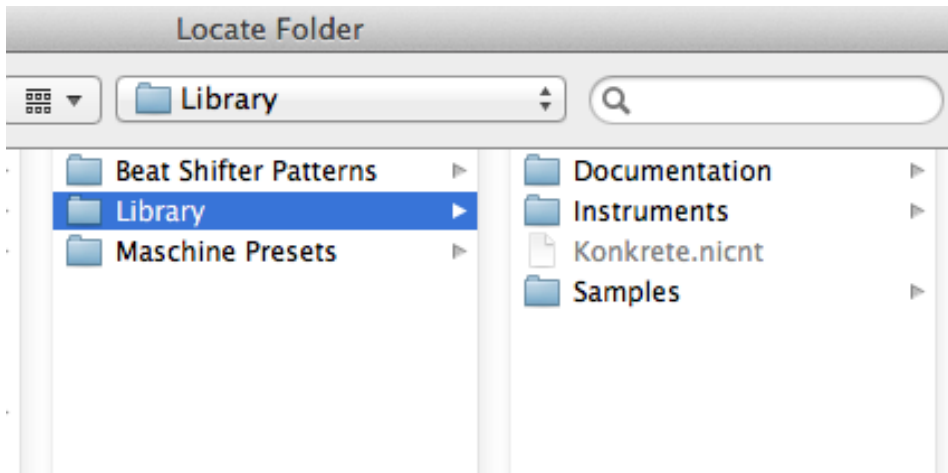 Locate Folder
Library
Beat Shifter Patterns
Library
Maschine Presets
Documentation
Instruments
Konkrete.nicnt
Samples